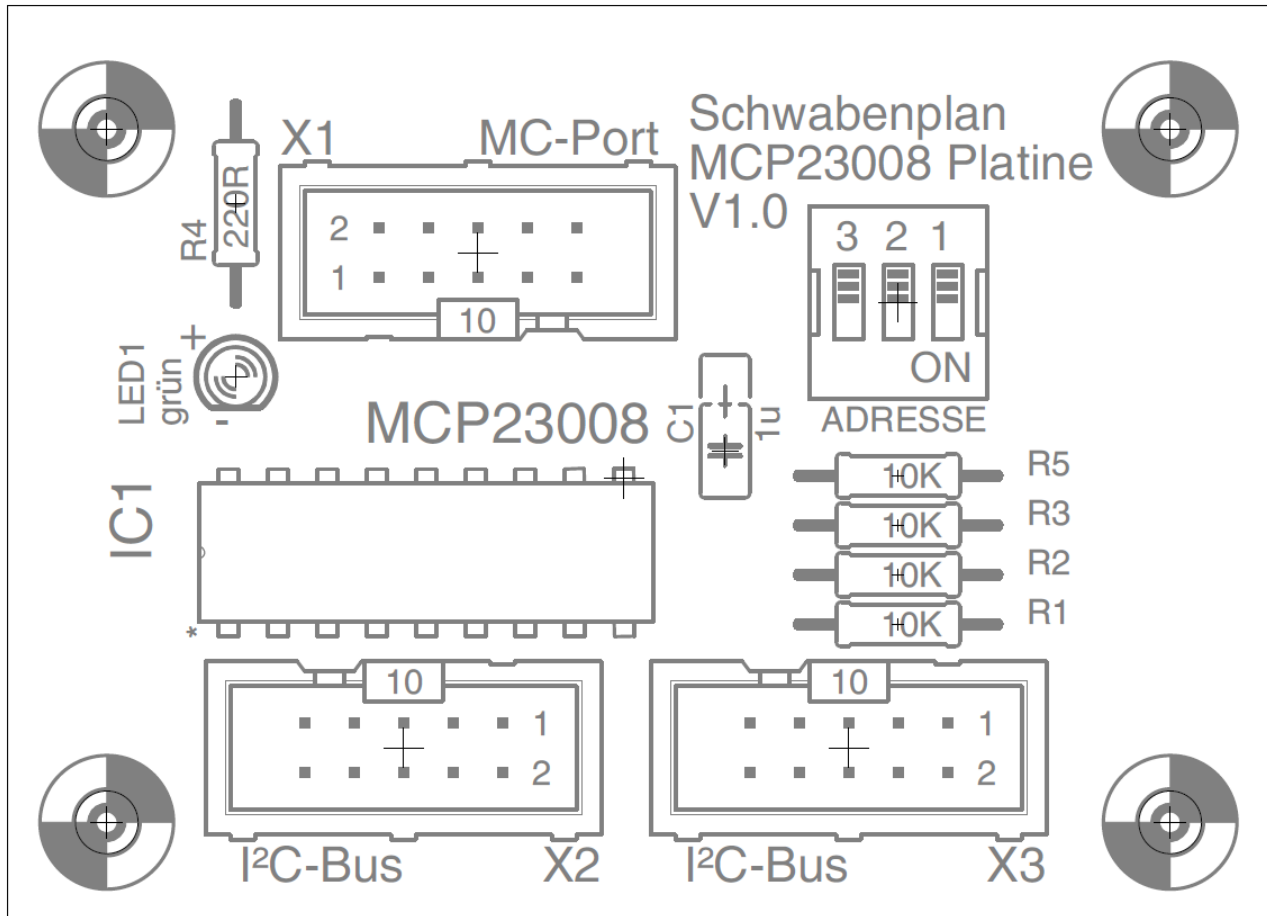 Schwabenplan
MCP23008 Platine
V1.0
X1 MC-Port
R4
220R
2
1
10
3 2 1
ON
ADRESSE
LED1
grün
+
-
MCP23008
C1
1u
IC1
*
10K R5
10K R3
10K R2
10K R1
10
1
2
I²C-Bus X2
10
1
2
I²C-Bus X3